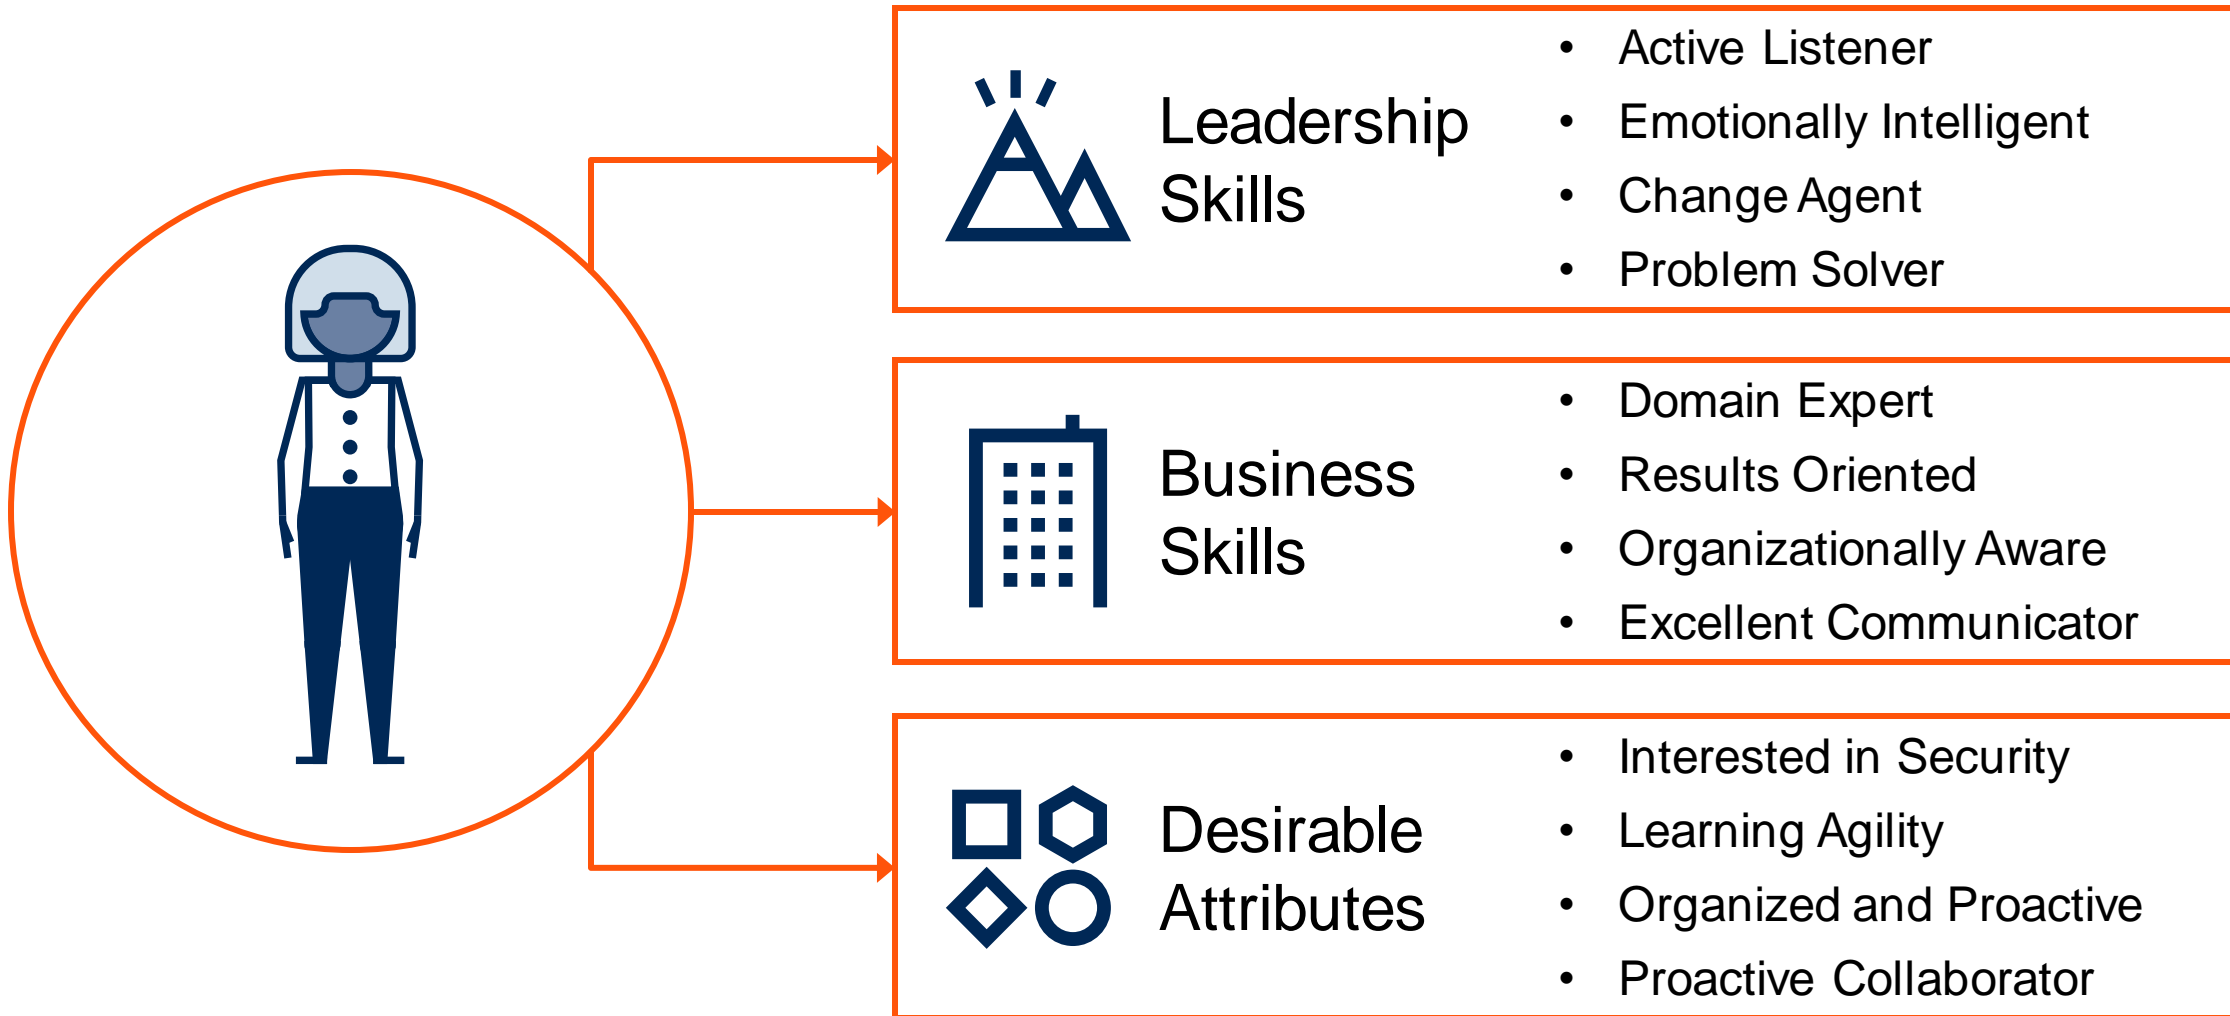 Leadership
Skills
• Active Listener
• Emotionally Intelligent
• Change Agent
• Problem Solver
Business
Skills
• Domain Expert
• Results Oriented
• Organizationally Aware
• Excellent Communicator
Desirable
Attributes
• Interested in Security
• Learning Agility
• Organized and Proactive
• Proactive Collaborator